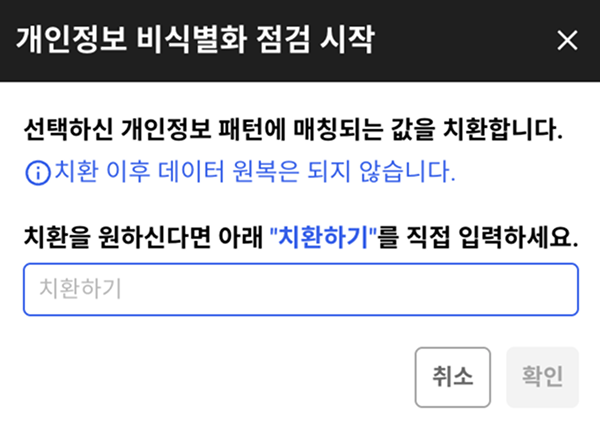 개인정보 비식별화 점검 시작
선택하신 개인정보 패턴에 매칭되는 값을 치환합니다.
치환 이후 데이터 원복은 되지 않습니다.
치환을 원하신다면 아래 "치환하기"를 직접 입력하세요.
치환하기
취소 확인